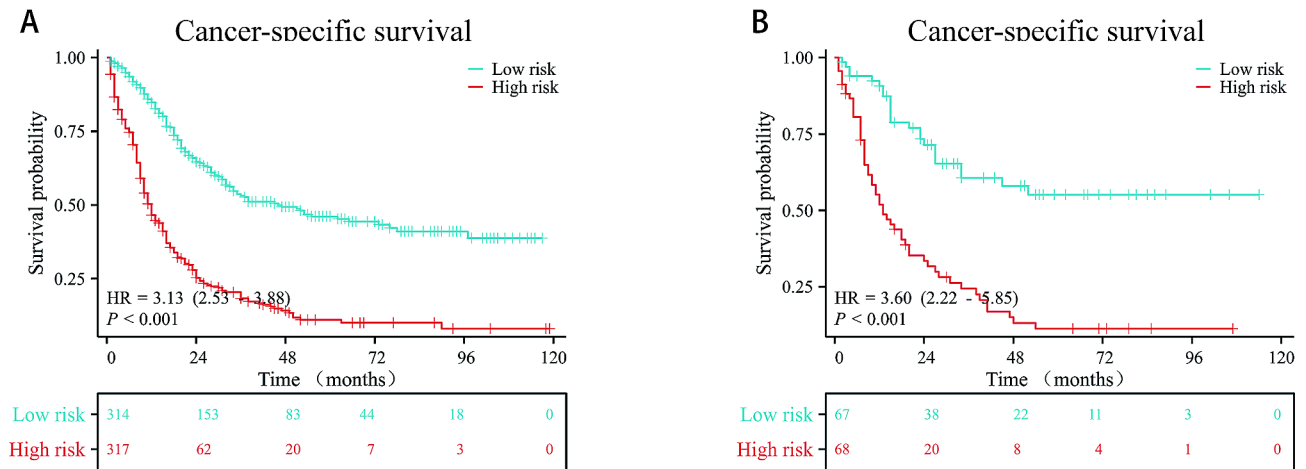 A
Cancer-specific survival
Survival probability
1.00
0.75
0.50
0.25
Low risk
High risk
HR = 3.13 (2.53 - 3.88)
P < 0.001
0 24 48 72 96 120
Time (months)
Low risk 314 153 83 44 18 0
High risk 317 62 20 7 3 0
B
Cancer-specific survival
Survival probability
1.00
0.75
0.50
0.25
Low risk
High risk
HR = 3.60 (2.22 - 5.85)
P < 0.001
0 24 48 72 96 120
Time (months)
Low risk 67 38 22 11 3 0
High risk 68 20 8 4 1 0